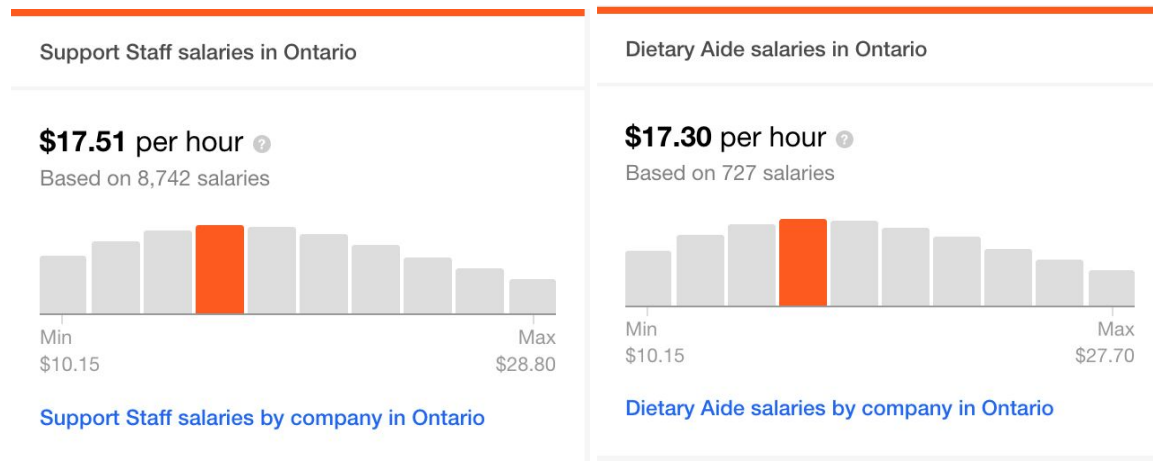 Support Staff salaries in Ontario
$17.51 per hour ?
Based on 8,742 salaries
Min
Max
$10.15
$28.80
Support Staff salaries by company in Ontario
Dietary Aide salaries in Ontario
$17.30 per hour ?
Based on 727 salaries
Min
Max
$10.15
$27.70
Dietary Aide salaries by company in Ontario